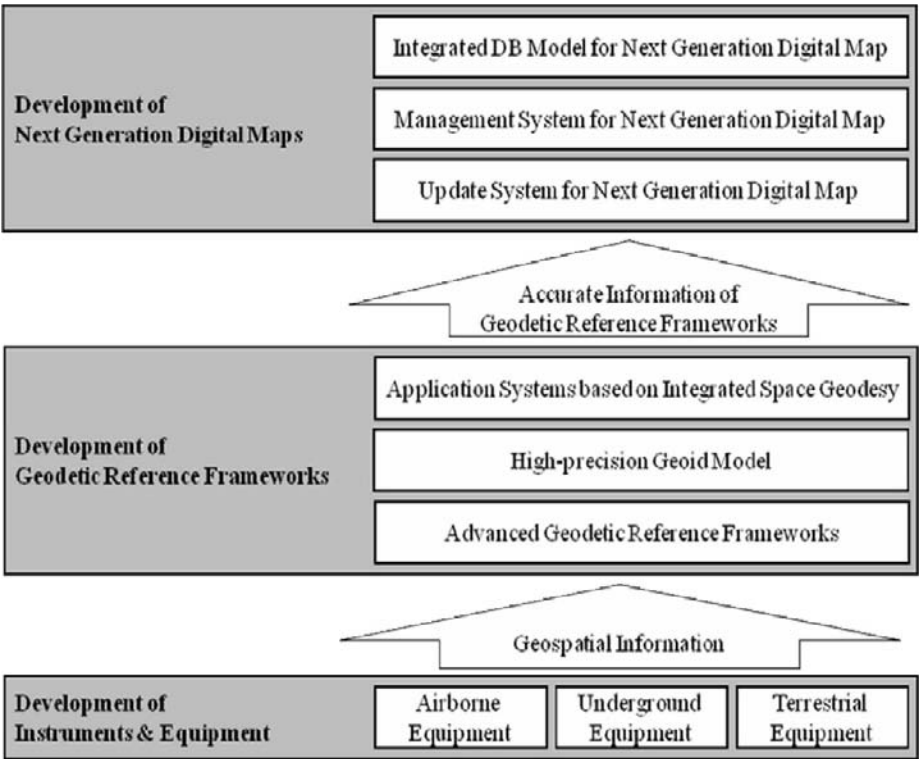 Development of
Next Generation Digital Maps
Integrated DB Model for Next Generation Digital Map
Management System for Next Generation Digital Map
Update System for Next Generation Digital Map
Accurate Information of
Geodetic Reference Frameworks
Development of
Geodetic Reference Frameworks
Application Systems based on Integrated Space Geodesy
High-precision Geoid Model
Advanced Geodetic Reference Frameworks
Geospatial Information
Development of
Instruments & Equipment
Airborne
Equipment
Underground
Equipment
Terrestrial
Equipment